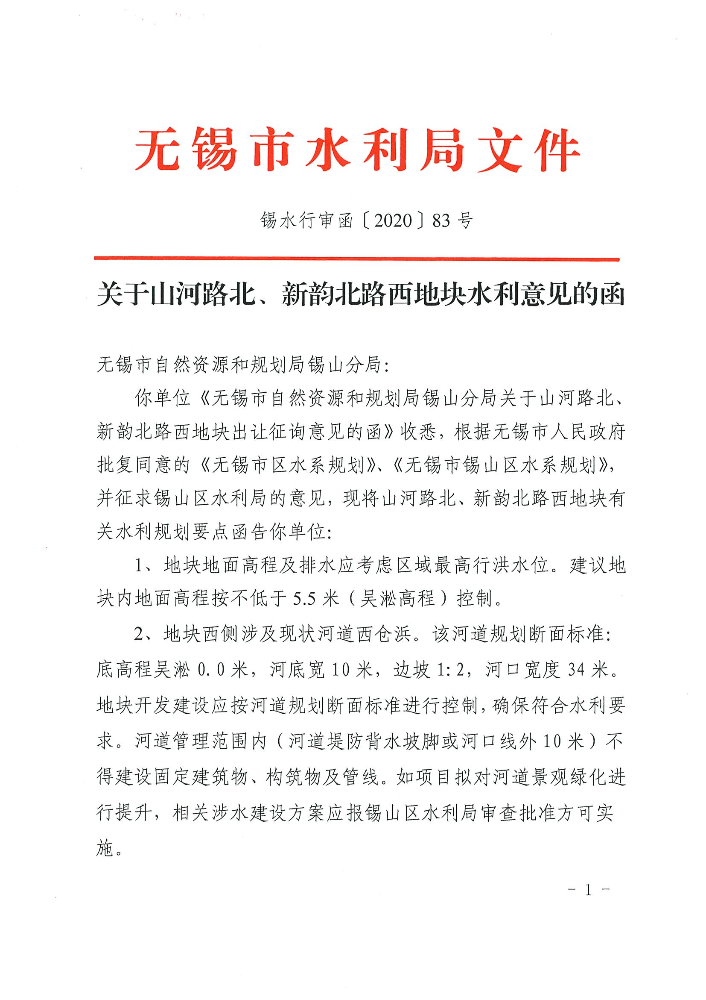 无锡市水利局文件
锡水行审函〔2020〕83 号
关于山河路北、新韵北路西地块水利意见的函
无锡市自然资源和规划局锡山分局：
你单位《无锡市自然资源和规划局锡山分局关于山河路北、
新韵北路西地块出让征询意见的函》收悉，根据无锡市人民政府
批复同意的《无锡市区水系规划》、《无锡市锡山区水系规划》，
并征求锡山区水利局的意见，现将山河路北、新韵北路西地块有
关水利规划要点函告你单位：
1、地块地面高程及排水应考虑区域最高行洪水位。建议地
块内地面高程按不低于 5.5 米（吴淞高程）控制。
2、地块西侧涉及现状河道西仓浜。该河道规划断面标准：
底高程吴淞 0.0 米，河底宽 10 米，边坡 1:2，河口宽度 34 米。
地块开发建设应按河道规划断面标准进行控制，确保符合水利要
求。河道管理范围内（河道堤防背水坡脚或河口线外 10 米）不
得建设固定建筑物、构筑物及管线。如项目拟对河道景观绿化进
行提升，相关涉水建设方案应报锡山区水利局审查批准方可实
施。
- 1 -